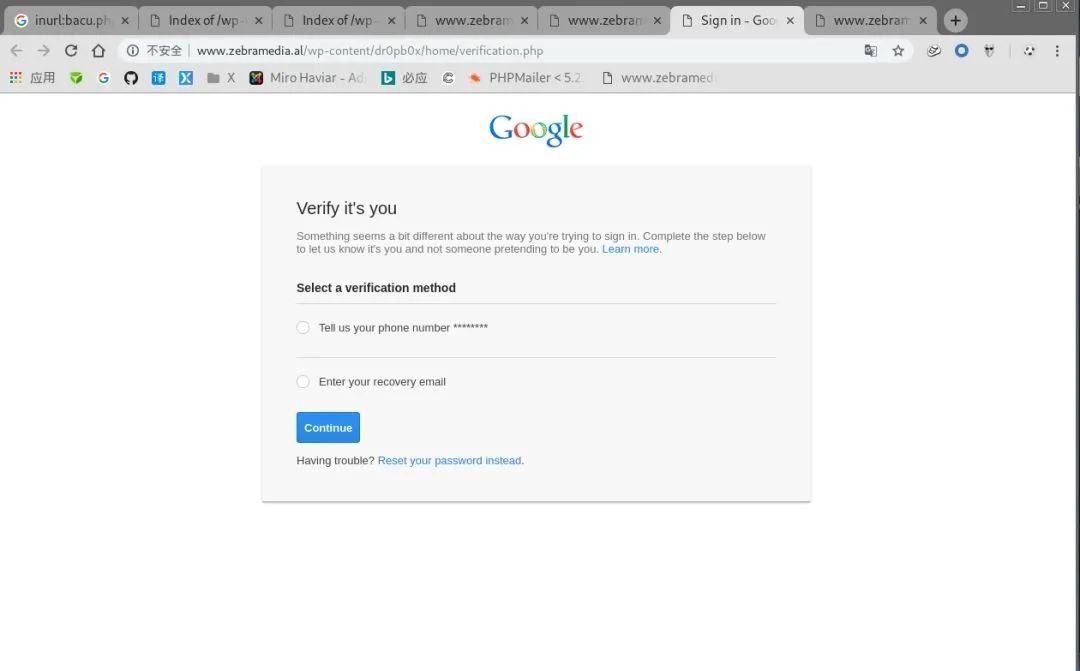 inurl:bacu.ph
Index of /wp-
Index of /wp-
www.zebram
www.zebram
Sign in - Goo
www.zebram
不安全 www.zebramedia.al/wp-content/dr0pb0x/home/verification.php
应用 G 译 X X Miro Haviar - Ad 必应 PHPMailer < 5.2 www.zebramed
Google
Verify it's you
Something seems a bit different about the way you're trying to sign in. Complete the step below
to let us know it's you and not someone pretending to be you. Learn more.
Select a verification method
Tell us your phone number ********
Enter your recovery email
Continue
Having trouble? Reset your password instead.